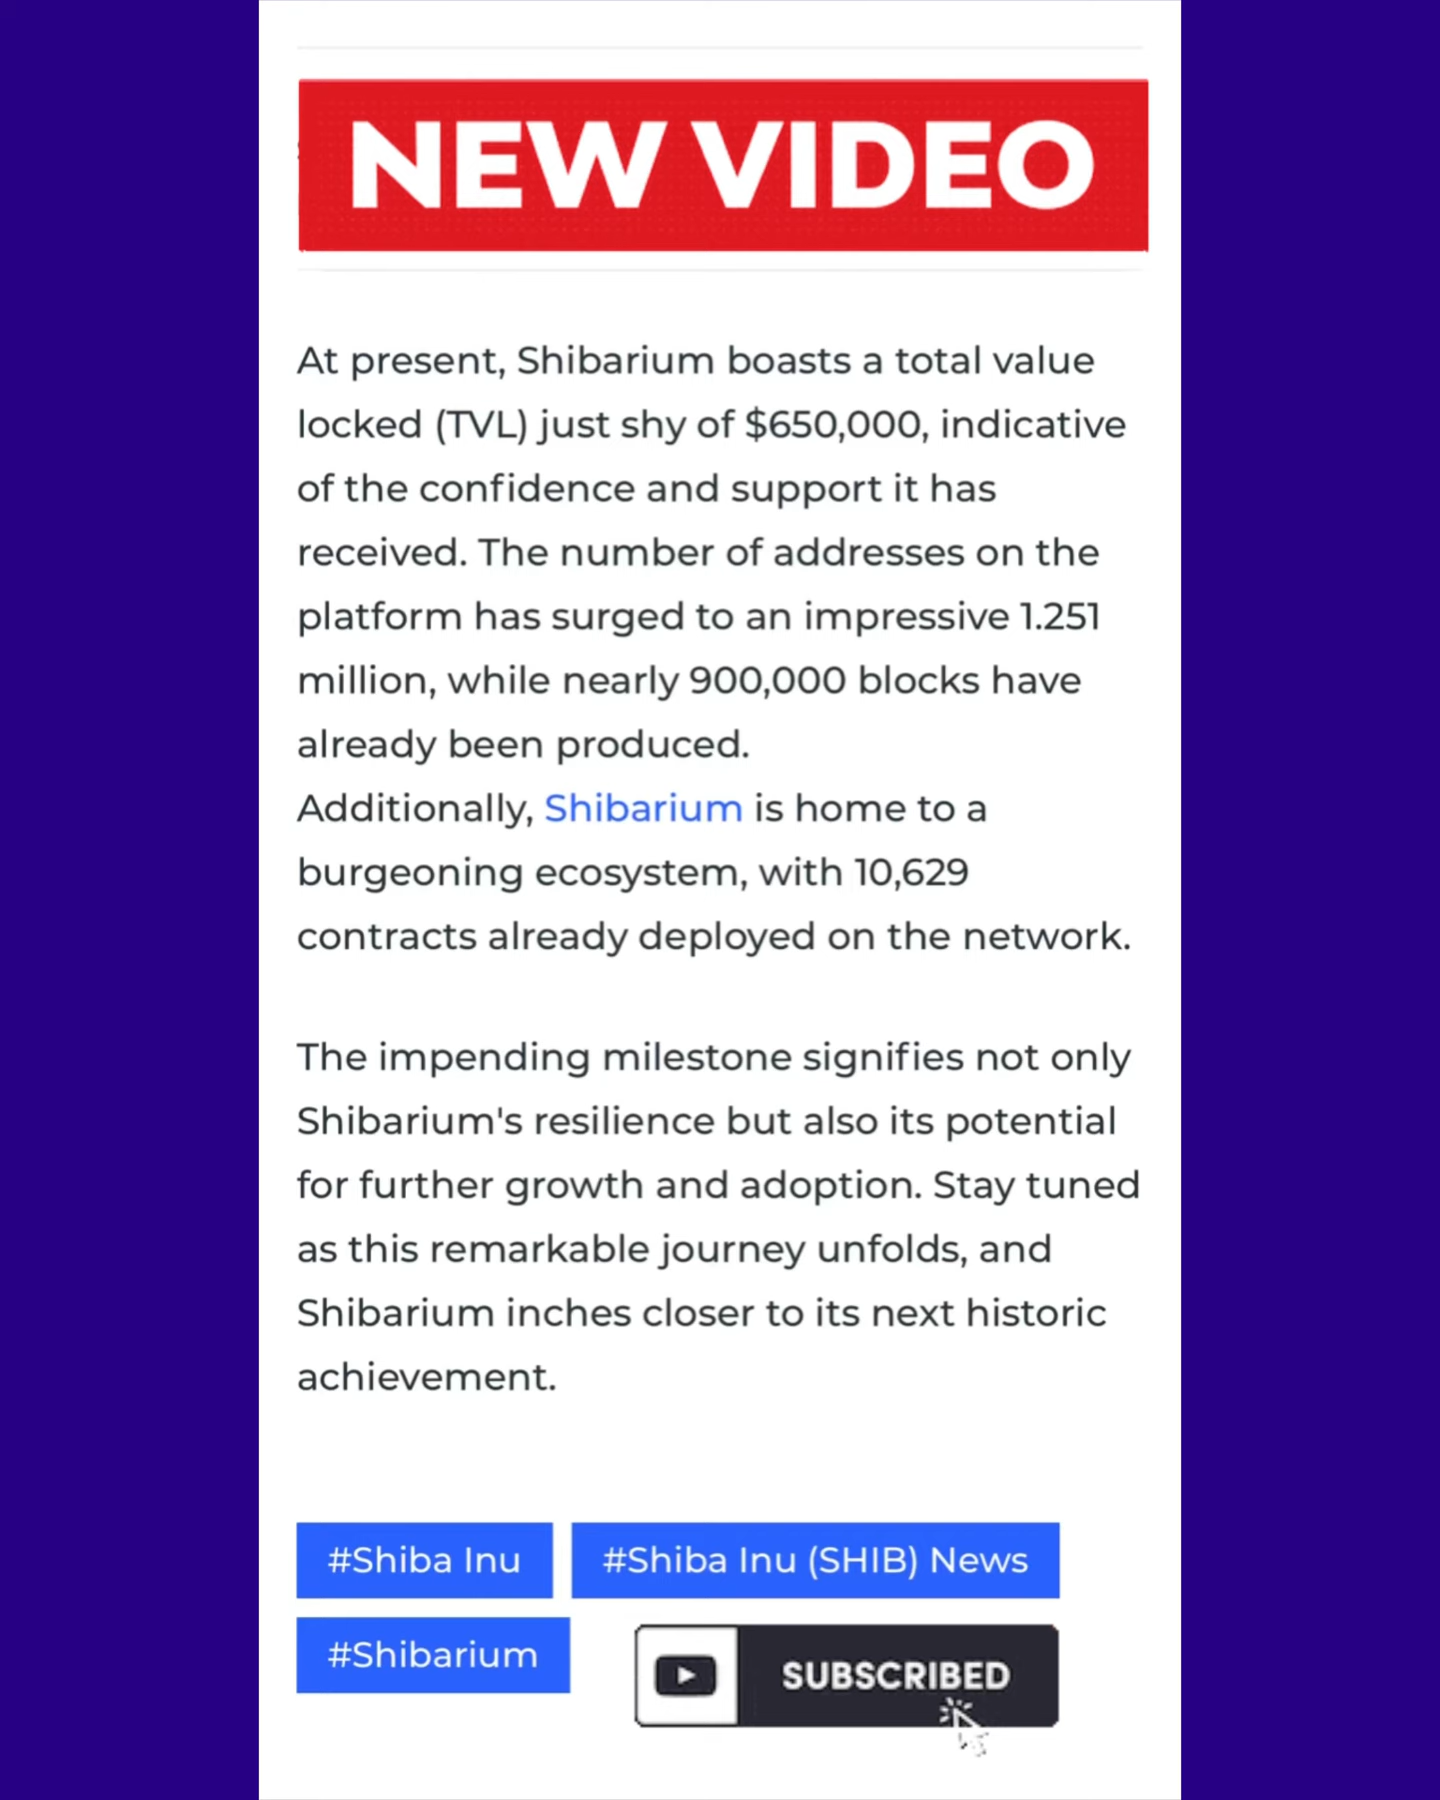 NEW VIDEO
At present, Shibarium boasts a total value
locked (TVL) just shy of $650,000, indicative
of the confidence and support it has
received. The number of addresses on the
platform has surged to an impressive 1.251
million, while nearly 900,000 blocks have
already been produced.
Additionally, Shibarium is home to a
burgeoning ecosystem, with 10,629
contracts already deployed on the network.
The impending milestone signifies not only
Shibarium's resilience but also its potential
for further growth and adoption. Stay tuned
as this remarkable journey unfolds, and
Shibarium inches closer to its next historic
achievement.
#Shiba Inu #Shiba Inu (SHIB) News
#Shibarium
SUBSCRIBED